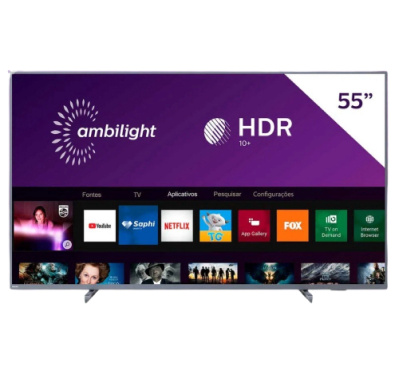 55”
ambilight
HDR
10+
Fontes TV Aplicativos Pesquisar Configurações
YouTube
Saphi
NETFLIX
TG
App Gallery
FOX
TV on
Demand
Internet
Browser